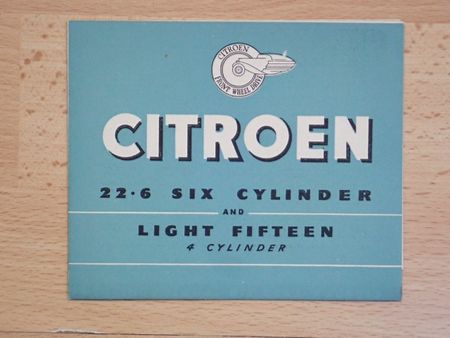 CITROEN
FRONT WHEEL DRIVE
CITROEN
22·6 SIX CYLINDER
AND
LIGHT FIFTEEN
4 CYLINDER